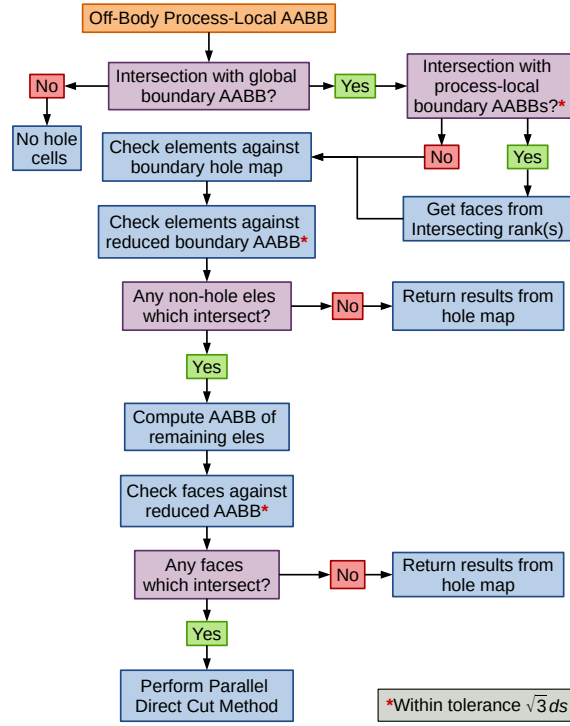 Off-Body Process-Local AABB
Intersection with global
boundary AABB?
No
Yes
Intersection with
process-local
boundary AABBs?*
No hole
cells
No
Yes
Check elements against
boundary hole map
Get faces from
Intersecting rank(s)
Check elements against
reduced boundary AABB*
Any non-hole eles
which intersect?
No
Return results from
hole map
Yes
Compute AABB of
remaining eles
Check faces against
reduced AABB*
Any faces
which intersect?
No
Return results from
hole map
Yes
Perform Parallel
Direct Cut Method
*Within tolerance √3 ds